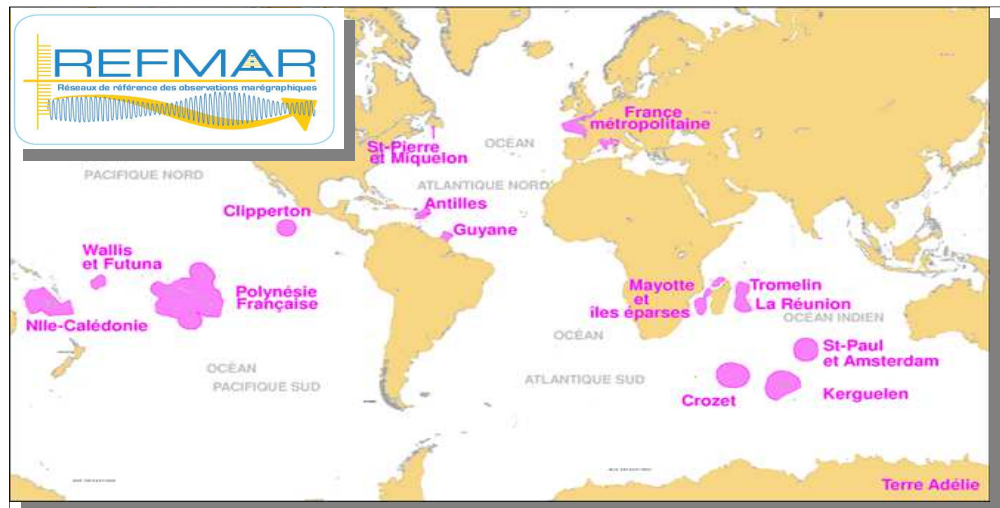 REFMAR
Réseaux de référence des observations marégraphiques
France
métropolitaine
St-Pierre
et Miquelon
OCÉAN
PACIFIQUE NORD
ATLANTIQUE NORD
Antilles
Clipperton
Guyane
Wallis
et Futuna
Polynésie
Française
Nlle-Calédonie
Mayotte
et
îles éparses
Tromelin
La Réunion
OCÉAN INDIEN
OCÉAN
St-Paul
et Amsterdam
OCÉAN
PACIFIQUE SUD
ATLANTIQUE SUD
Crozet
Kerguelen
Terre Adélie